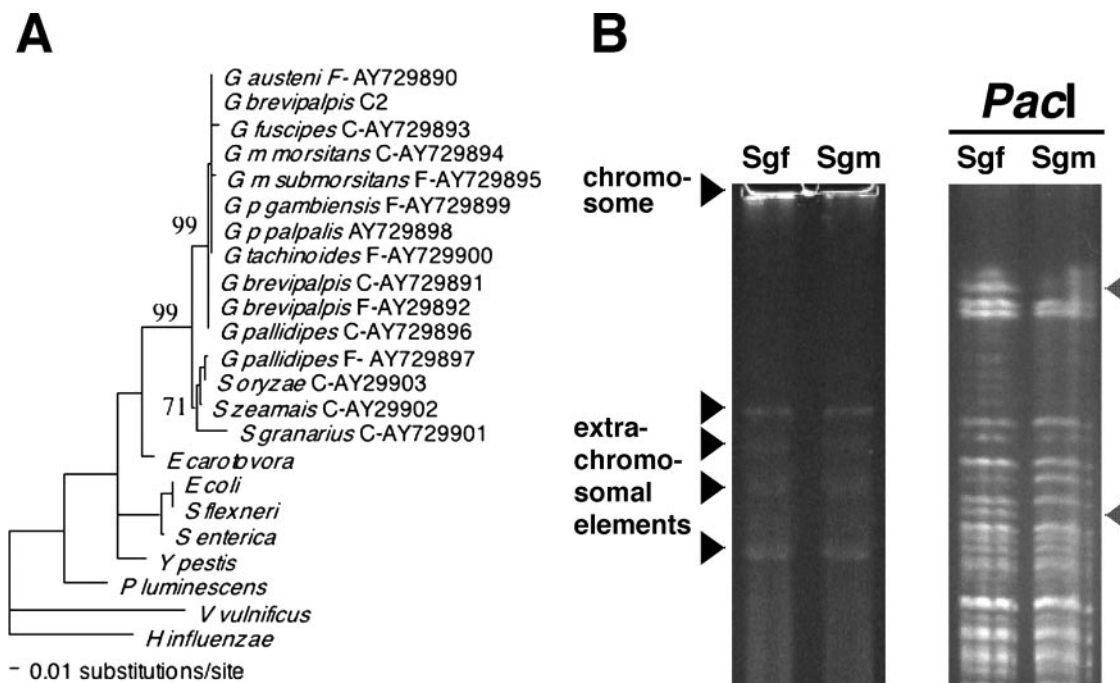 A
G austeni F- AY729890
G brevipalpis C2
G fuscipes C-AY729893
G m morsitans C-AY729894
G m submorsitans F-AY729895
G p gambiensis F-AY729899
G p palpalis AY729898
G tachinoides F-AY729900
G brevipalpis C-AY729891
G brevipalpis F-AY29892
G pallidipes C-AY729896
G pallidipes F- AY729897
S oryzae C-AY29903
S zeamais C-AY29902
S granarius C-AY729901
E carotovora
E coli
S flexneri
S enterica
Y pestis
P luminescens
V vulnificus
H influenzae
99
99
71
0.01 substitutions/site
B
PacI
Sgf Sgm
Sgf Sgm
chromo-
some
extra-
chromo-
somal
elements